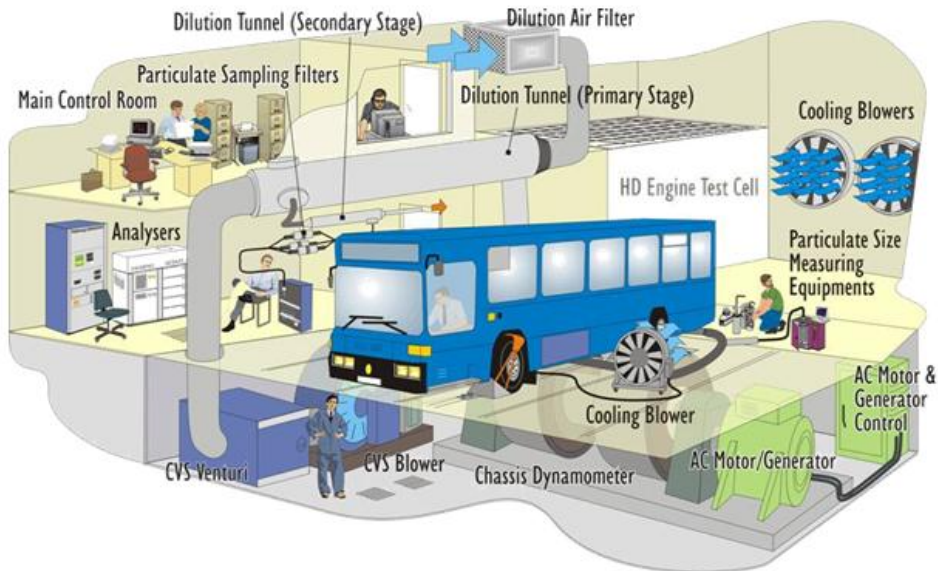 Dilution Tunnel (Secondary Stage)
Dilution Air Filter
Particulate Sampling Filters
Main Control Room
Dilution Tunnel (Primary Stage)
Cooling Blowers
HD Engine Test Cell
Analysers
Particulate Size
Measuring
Equipments
AC Motor &
Generator
Control
Cooling Blower
CVS Venturi
CVS Blower
Chassis Dynamometer
AC Motor/Generator